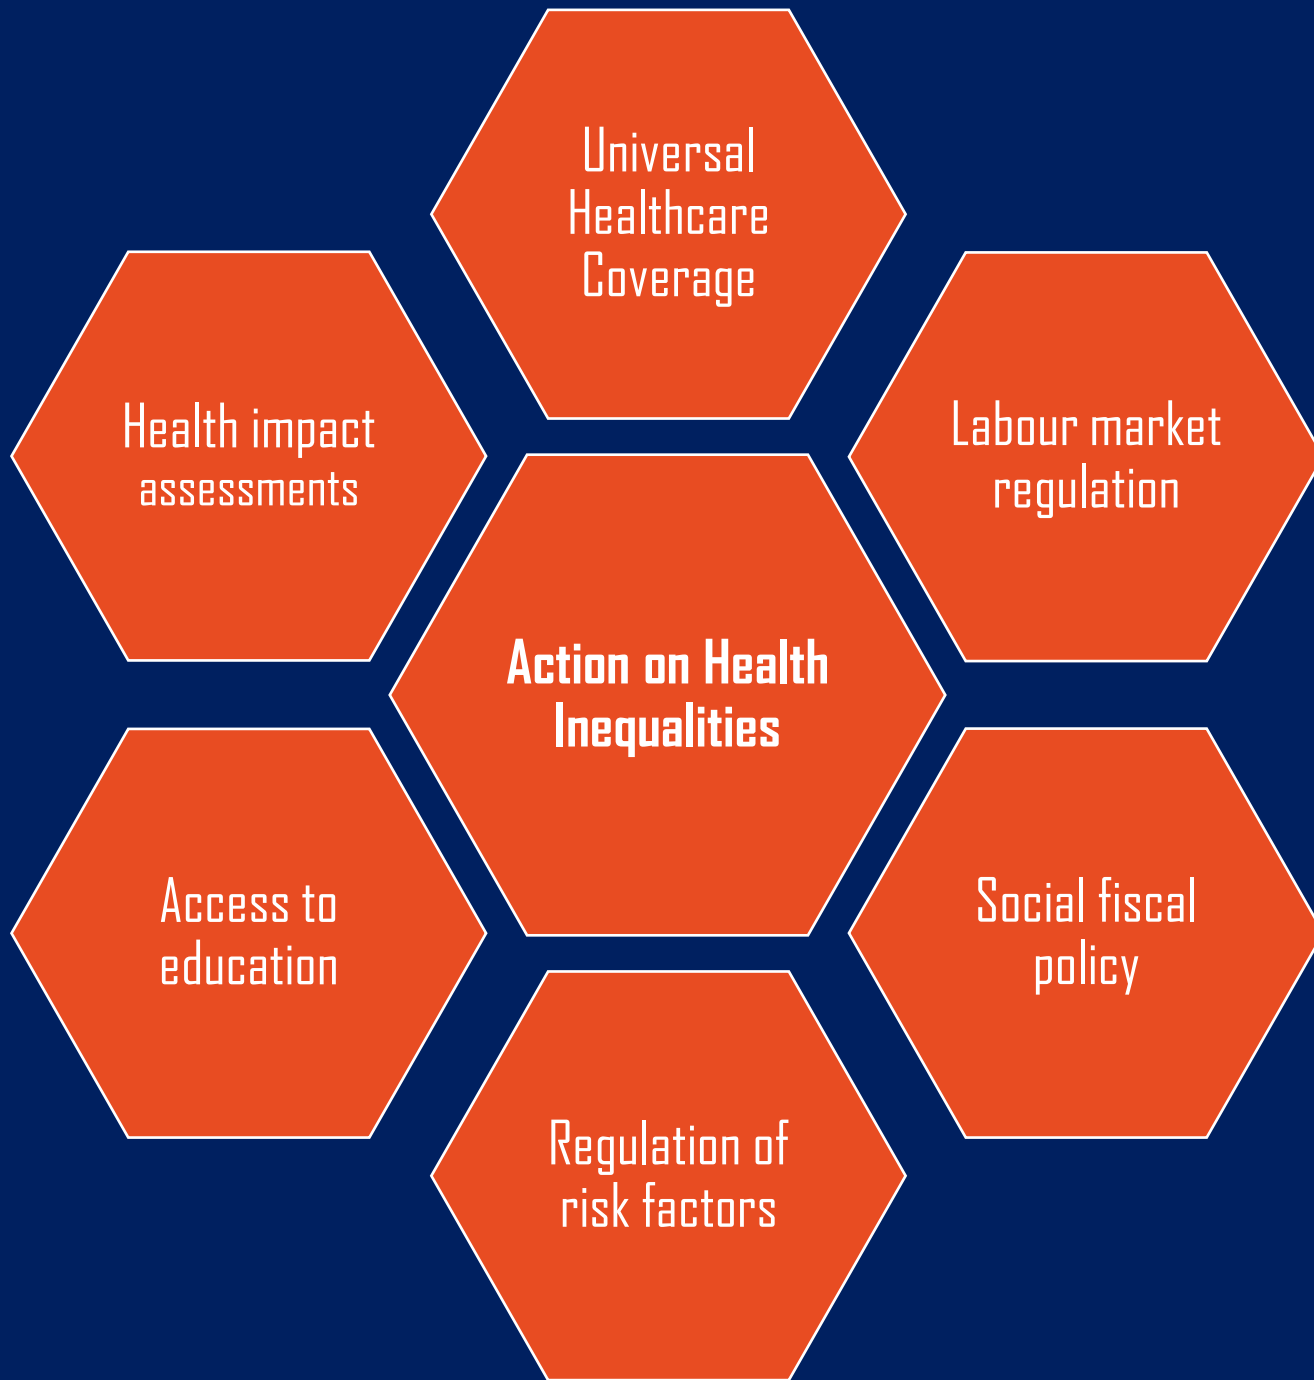 Universal
Healthcare
Coverage
Health impact
assessments
Labour market
regulation
Action on Health
Inequalities
Access to
education
Social fiscal
policy
Regulation of
risk factors